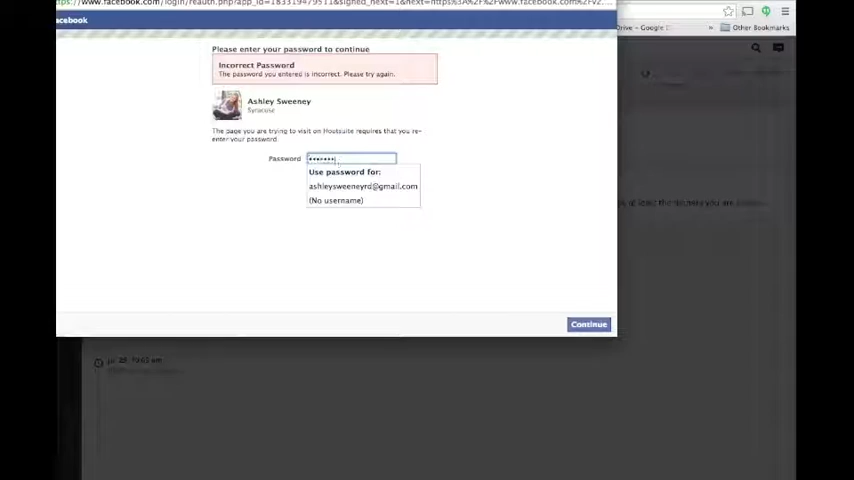 Facebook
Drive – Google
» Other Bookmarks
Please enter your password to continue
Incorrect Password
The password you entered is incorrect. Please try again.
Ashley Sweeney
Syracuse
The page you are trying to visit on Hootsuite requires that you re-
enter your password.
Password •••••••
Use password for:
ashleysweeneyrd@gmail.com
(No username)
Continue